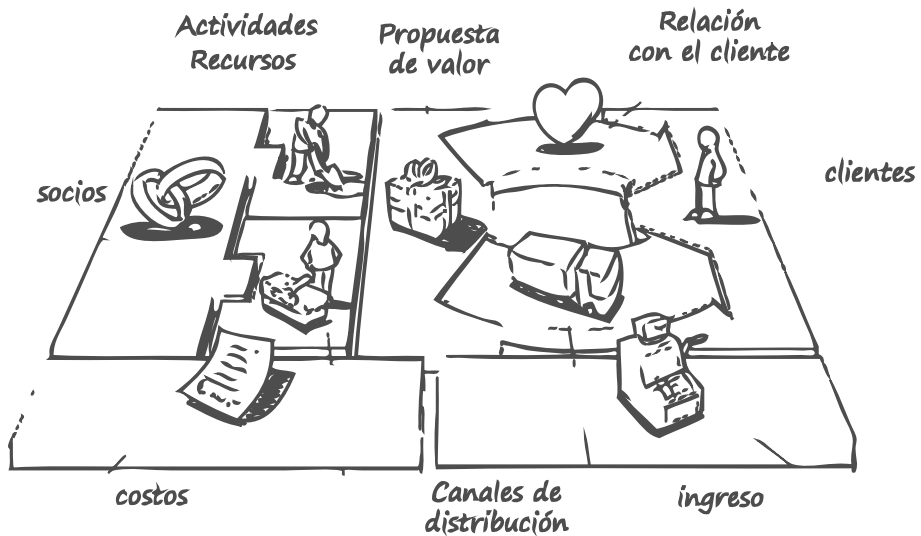 Actividades
Recursos
Propuesta
de valor
Relación
con el cliente
socios
clientes
costos
Canales de
distribución
ingreso